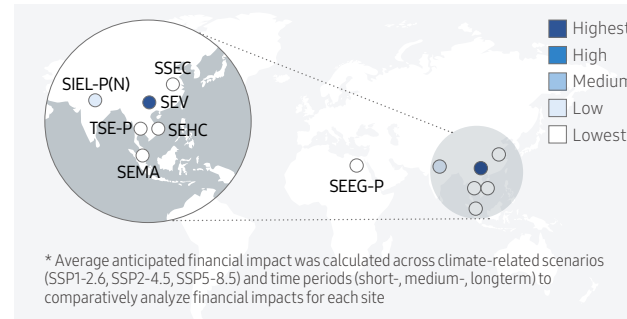 Highest
High
Medium
Low
Lowest
SSEC
SIEL-P(N)
SEV
TSE-P
SEHC
SEMA
SEEG-P
* Average anticipated financial impact was calculated across climate-related scenarios
(SSP1-2.6, SSP2-4.5, SSP5-8.5) and time periods (short-, medium-, longterm) to
comparatively analyze financial impacts for each site